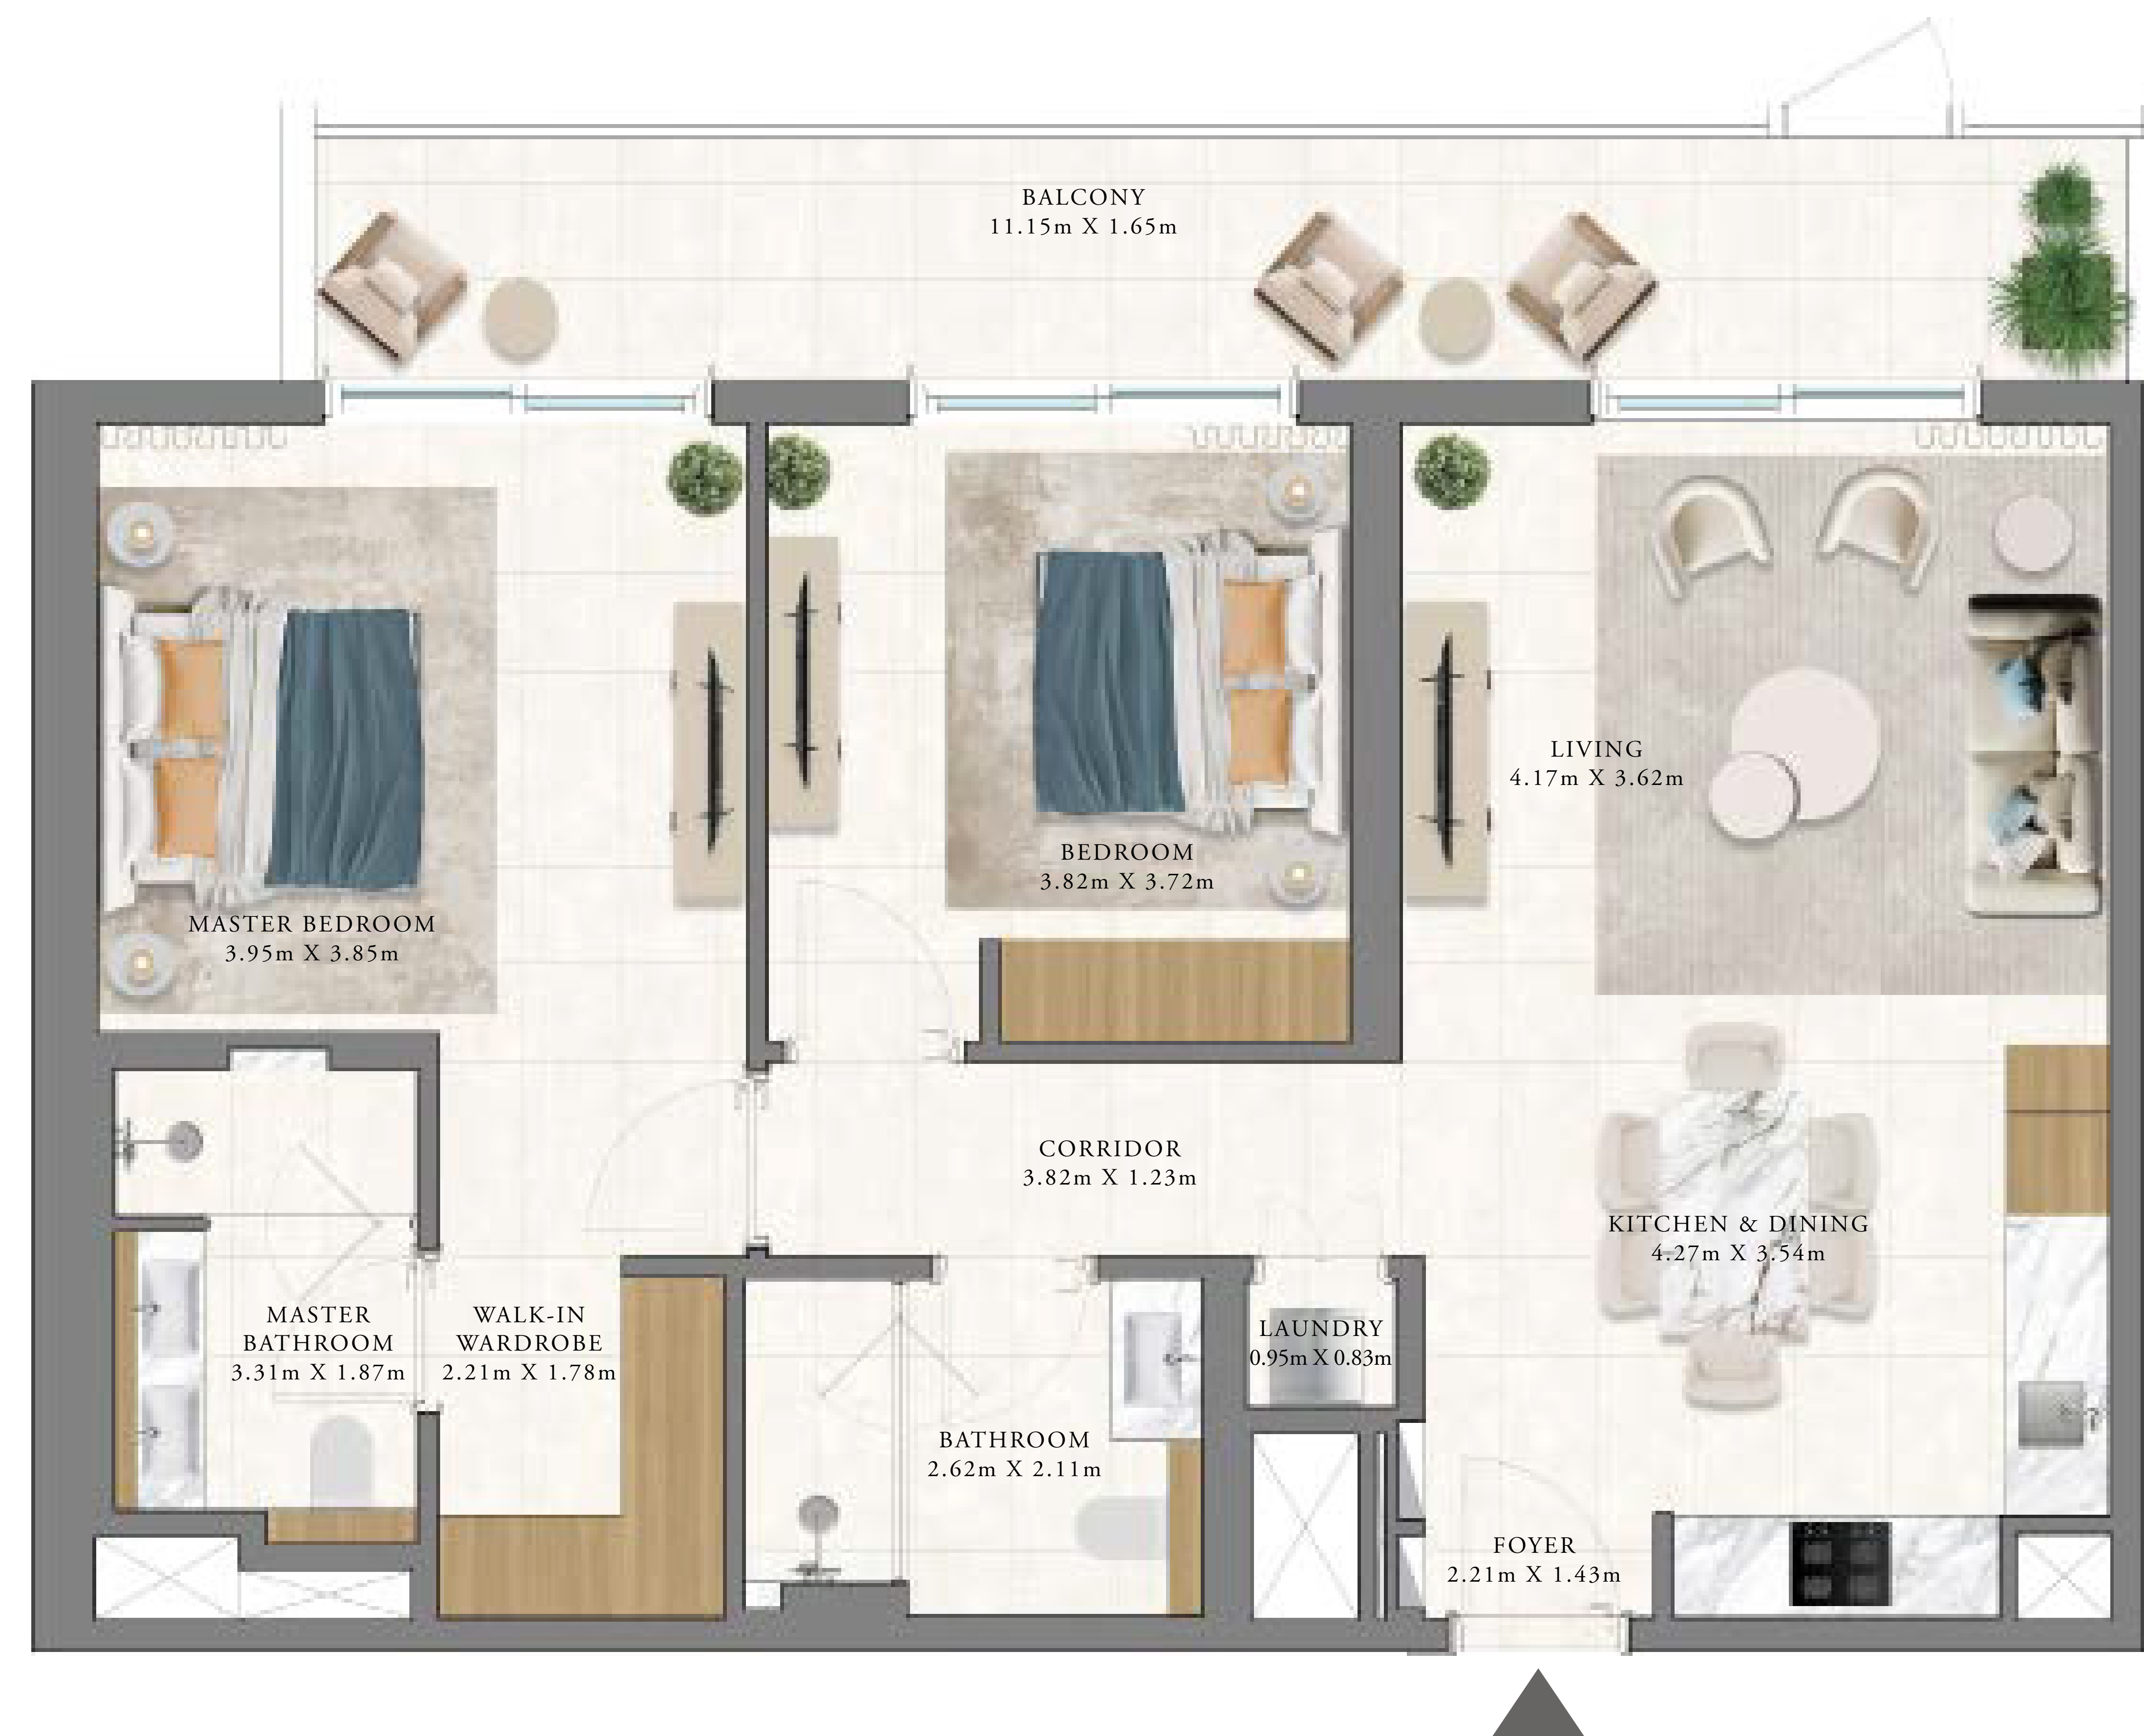 BALCONY
11.15m X 1.65m
LIVING
4.17m X 3.62m
BEDROOM
3.82m X 3.72m
MASTER BEDROOM
3.95m X 3.85m
CORRIDOR
3.82m X 1.23m
KITCHEN & DINING
4.27m X 3.54m
MASTER
BATHROOM
3.31m X 1.87m
WALK-IN
WARDROBE
2.21m X 1.78m
LAUNDRY
0.95m X 0.83m
BATHROOM
2.62m X 2.11m
FOYER
2.21m X 1.43m